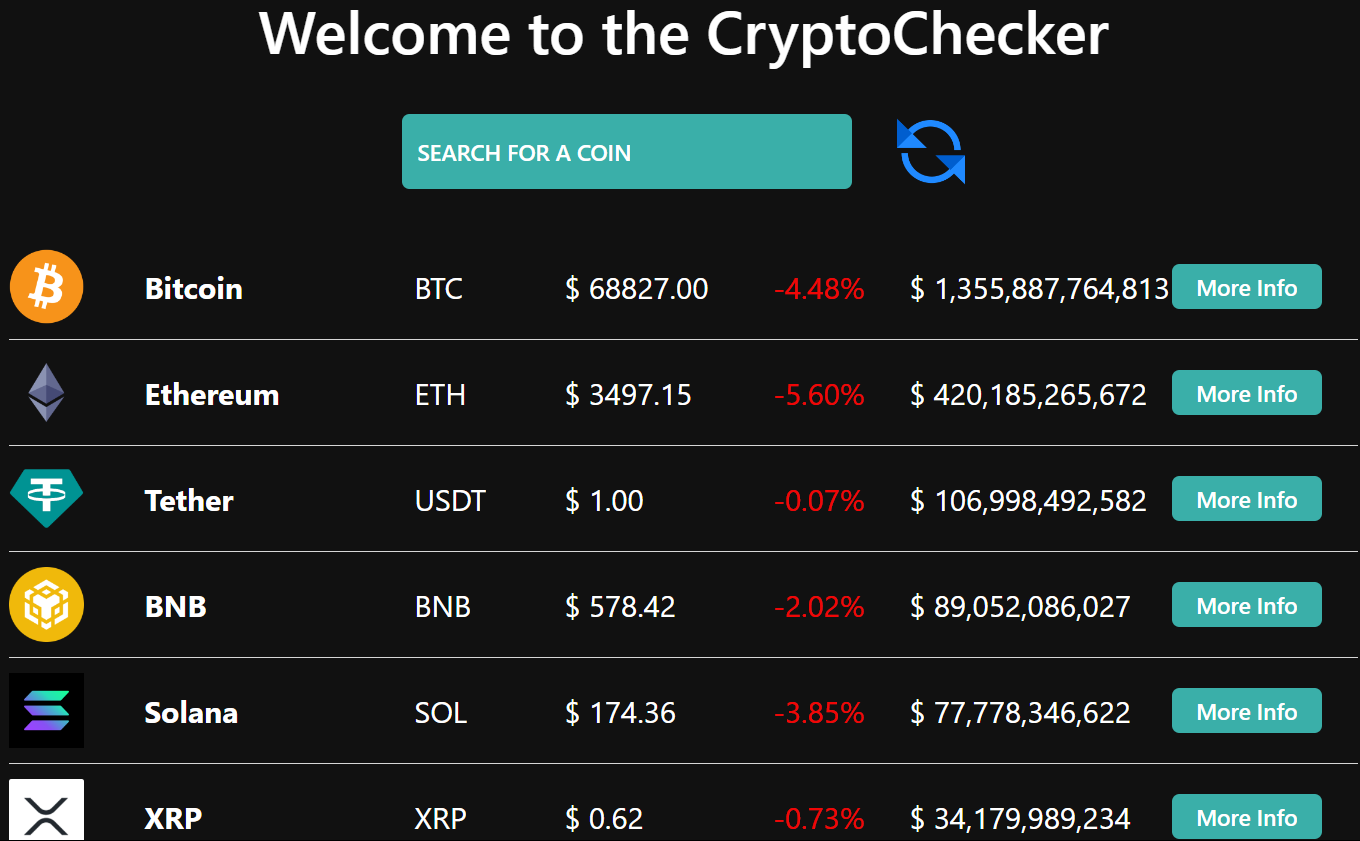 Welcome to the CryptoChecker
SEARCH FOR A COIN
Bitcoin BTC $ 68827.00 -4.48% $ 1,355,887,764,813 More Info
Ethereum ETH $ 3497.15 -5.60% $ 420,185,265,672 More Info
Tether USDT $ 1.00 -0.07% $ 106,998,492,582 More Info
BNB BNB $ 578.42 -2.02% $ 89,052,086,027 More Info
Solana SOL $ 174.36 -3.85% $ 77,778,346,622 More Info
XRP XRP $ 0.62 -0.73% $ 34,179,989,234 More Info